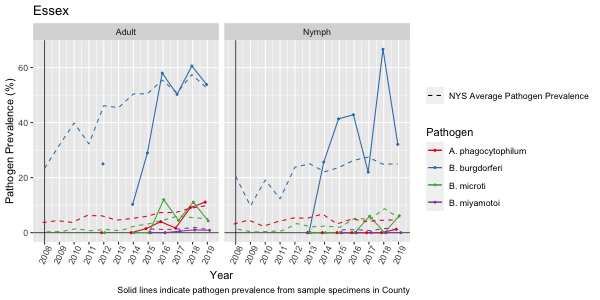 Essex
Adult
Nymph
Pathogen Prevalence (%)
60
40
20
0
2008 2009 2010 2011 2012 2013 2014 2015 2016 2017 2018 2019
2008 2009 2010 2011 2012 2013 2014 2015 2016 2017 2018 2019
Year
Solid lines indicate pathogen prevalence from sample specimens in County
NYS Average Pathogen Prevalence
Pathogen
A. phagocytophilum
B. burgdorferi
B. microti
B. miyamotoi